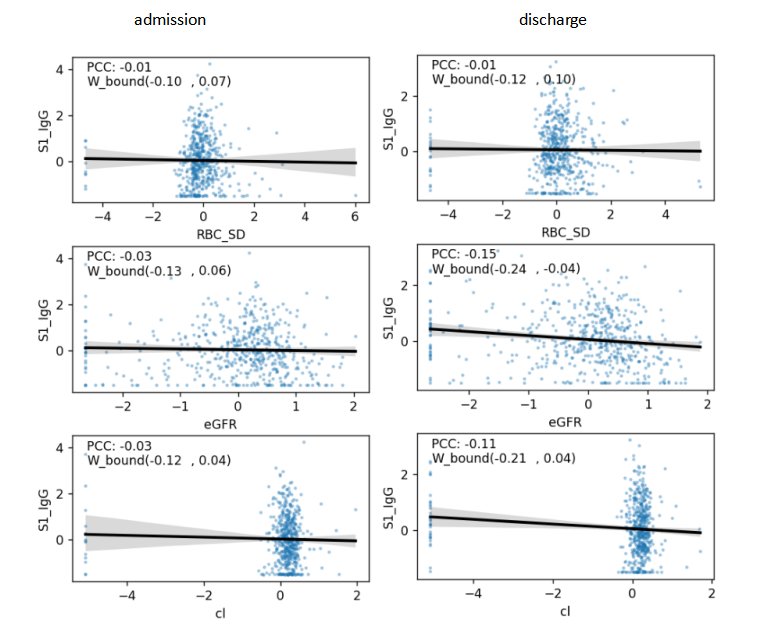 admission
discharge
PCC: -0.01
W_bound(-0.10 , 0.07)
S1_IgG
4
2
0
−4 −2 0 2 4 6
RBC_SD
PCC: -0.01
W_bound(-0.12 , 0.10)
S1_IgG
2
0
−4 −2 0 2 4
RBC_SD
PCC: -0.03
W_bound(-0.13 , 0.06)
S1_IgG
4
2
0
−2 −1 0 1 2
eGFR
PCC: -0.15
W_bound(-0.24 , -0.04)
S1_IgG
2
0
−2 −1 0 1 2
eGFR
PCC: -0.03
W_bound(-0.12 , 0.04)
S1_IgG
4
2
0
−4 −2 0 2
cl
PCC: -0.11
W_bound(-0.21 , 0.04)
S1_IgG
2
0
−4 −2 0 2
cl